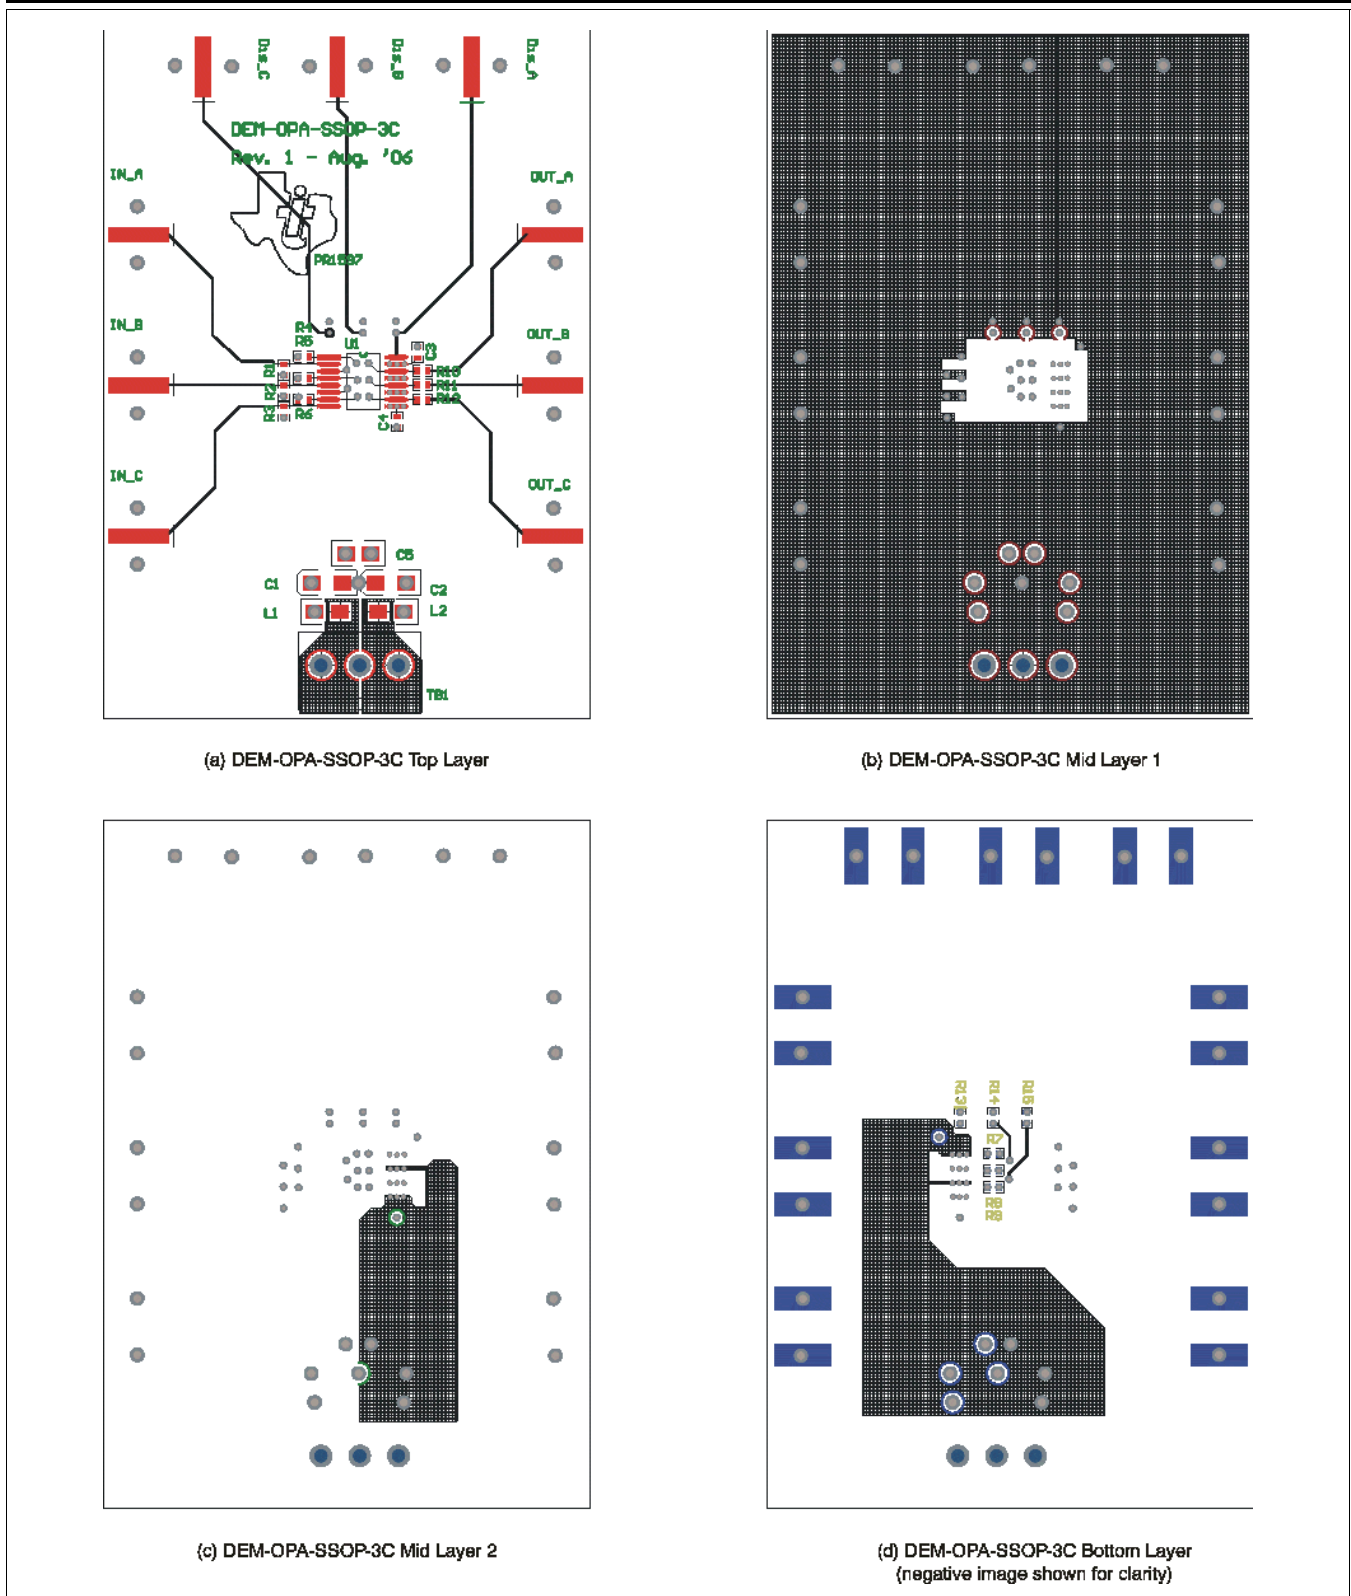 Dis_C
Dis_B
Dis_A
DEM-OPA-SSOP-3C
Rev. 1 - Aug. '06
IN_A
OUT_A
PR1587
IN_B
OUT_B
R4
R5
U1
C3
R1
R10
R2
R11
R3
R6
R12
C4
IN_C
OUT_C
C5
C1
C2
L1
L2
TB1
(a) DEM-OPA-SSOP-3C Top Layer
(b) DEM-OPA-SSOP-3C Mid Layer 1
R13
R14
R15
R7
(c) DEM-OPA-SSOP-3C Mid Layer 2
(d) DEM-OPA-SSOP-3C Bottom Layer
(negative image shown for clarity)